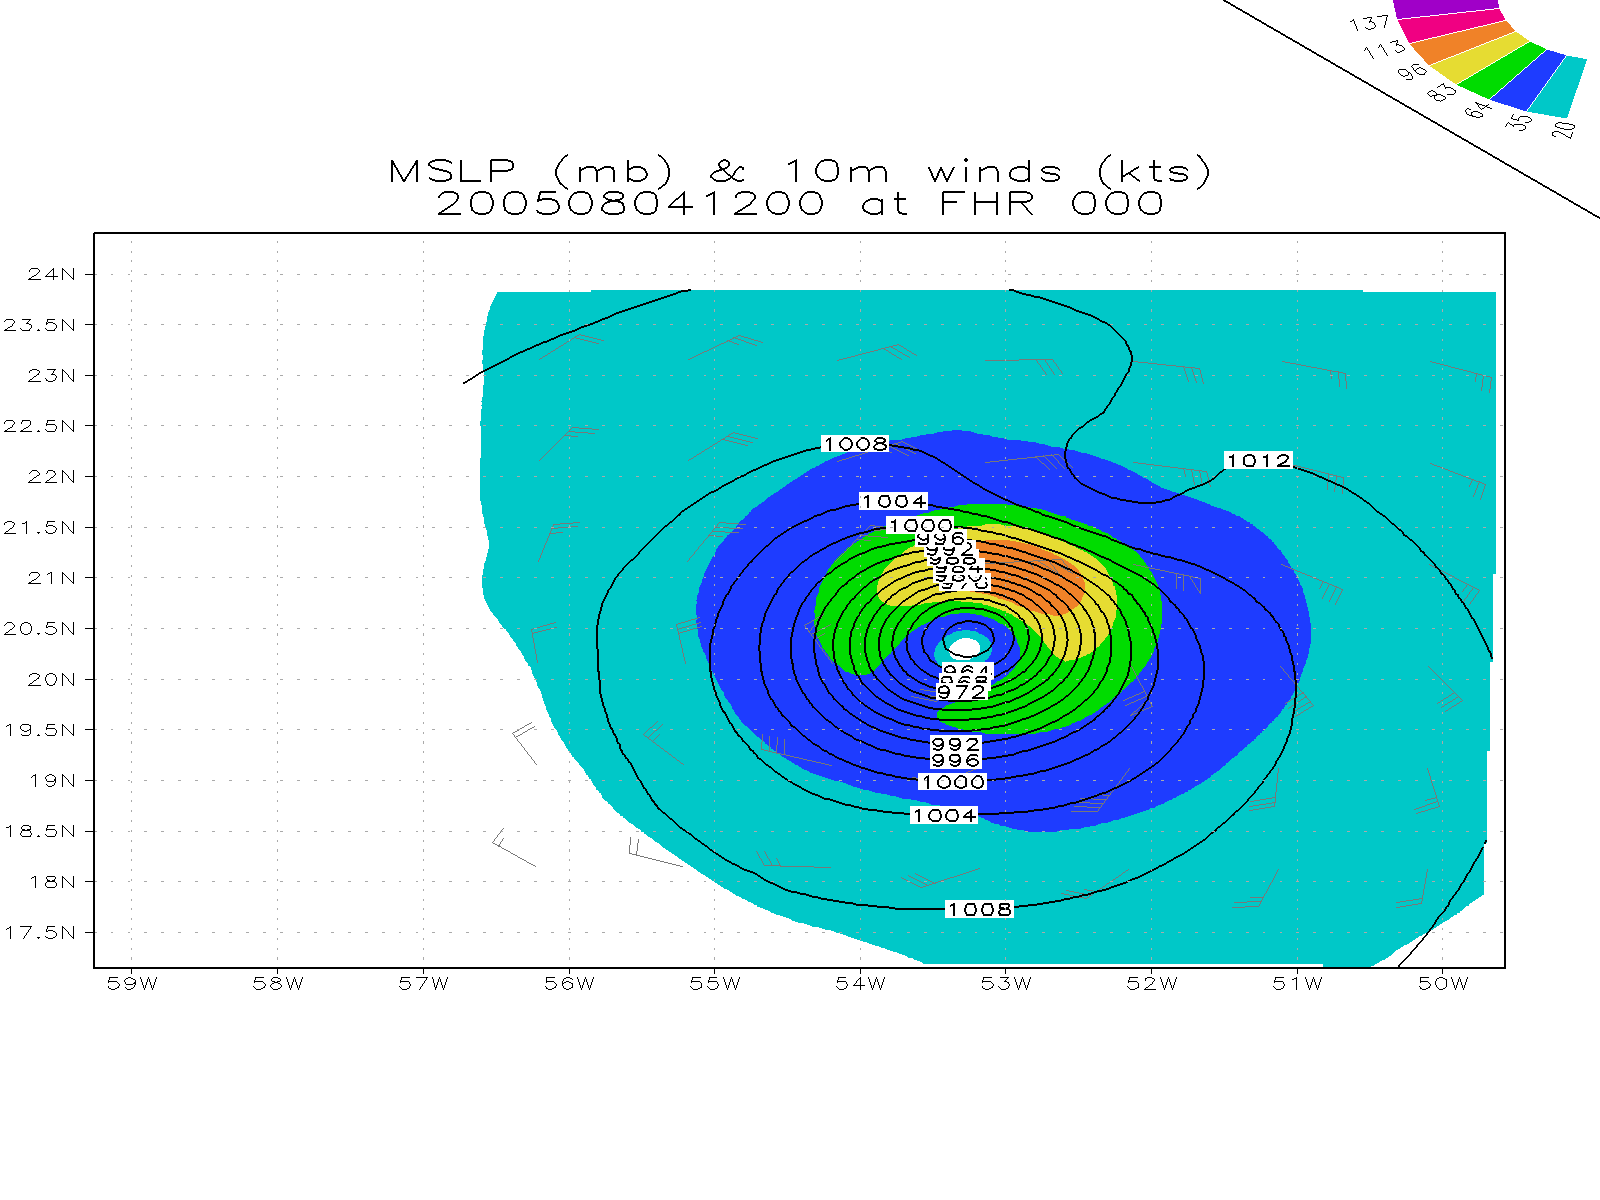 137
113
96
83
64
35
20
MSLP (mb) & 10m winds (kts)
200508041200 at FHR 000
24N
23.5N
23N
22.5N
1008
22N
1012
1004
21.5N
1000
996
992
21N
20.5N
964
20N
968
972
19.5N
992
996
19N
1000
1004
18.5N
18N
1008
17.5N
59W 58W 57W 56W 55W 54W 53W 52W 51W 50W